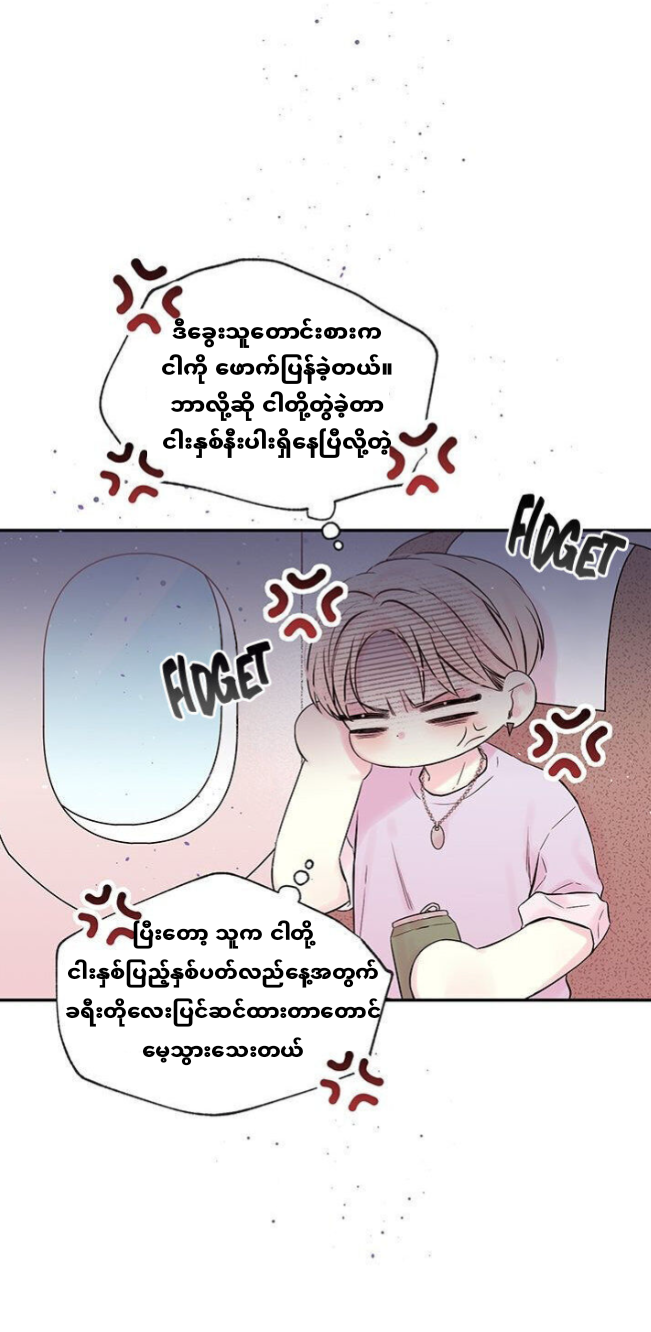 ဒီခွေးသူတောင်းစားက
ငါကို ဖောက်ပြန်ခဲ့တယ်။
ဘာလို့ဆို ငါတို့တွဲခဲ့တာ
ငါးနှစ်နီးပါးရှိနေပြီလို့တဲ့
FIDGET
FIDGET
ပြီးတော့ သူက ငါတို့
ငါးနှစ်ပြည့်နှစ်ပတ်လည်နေ့အတွက်
ခရီးတိုလေးပြင်ဆင်ထားတာတောင်
မေ့သွားသေးတယ်